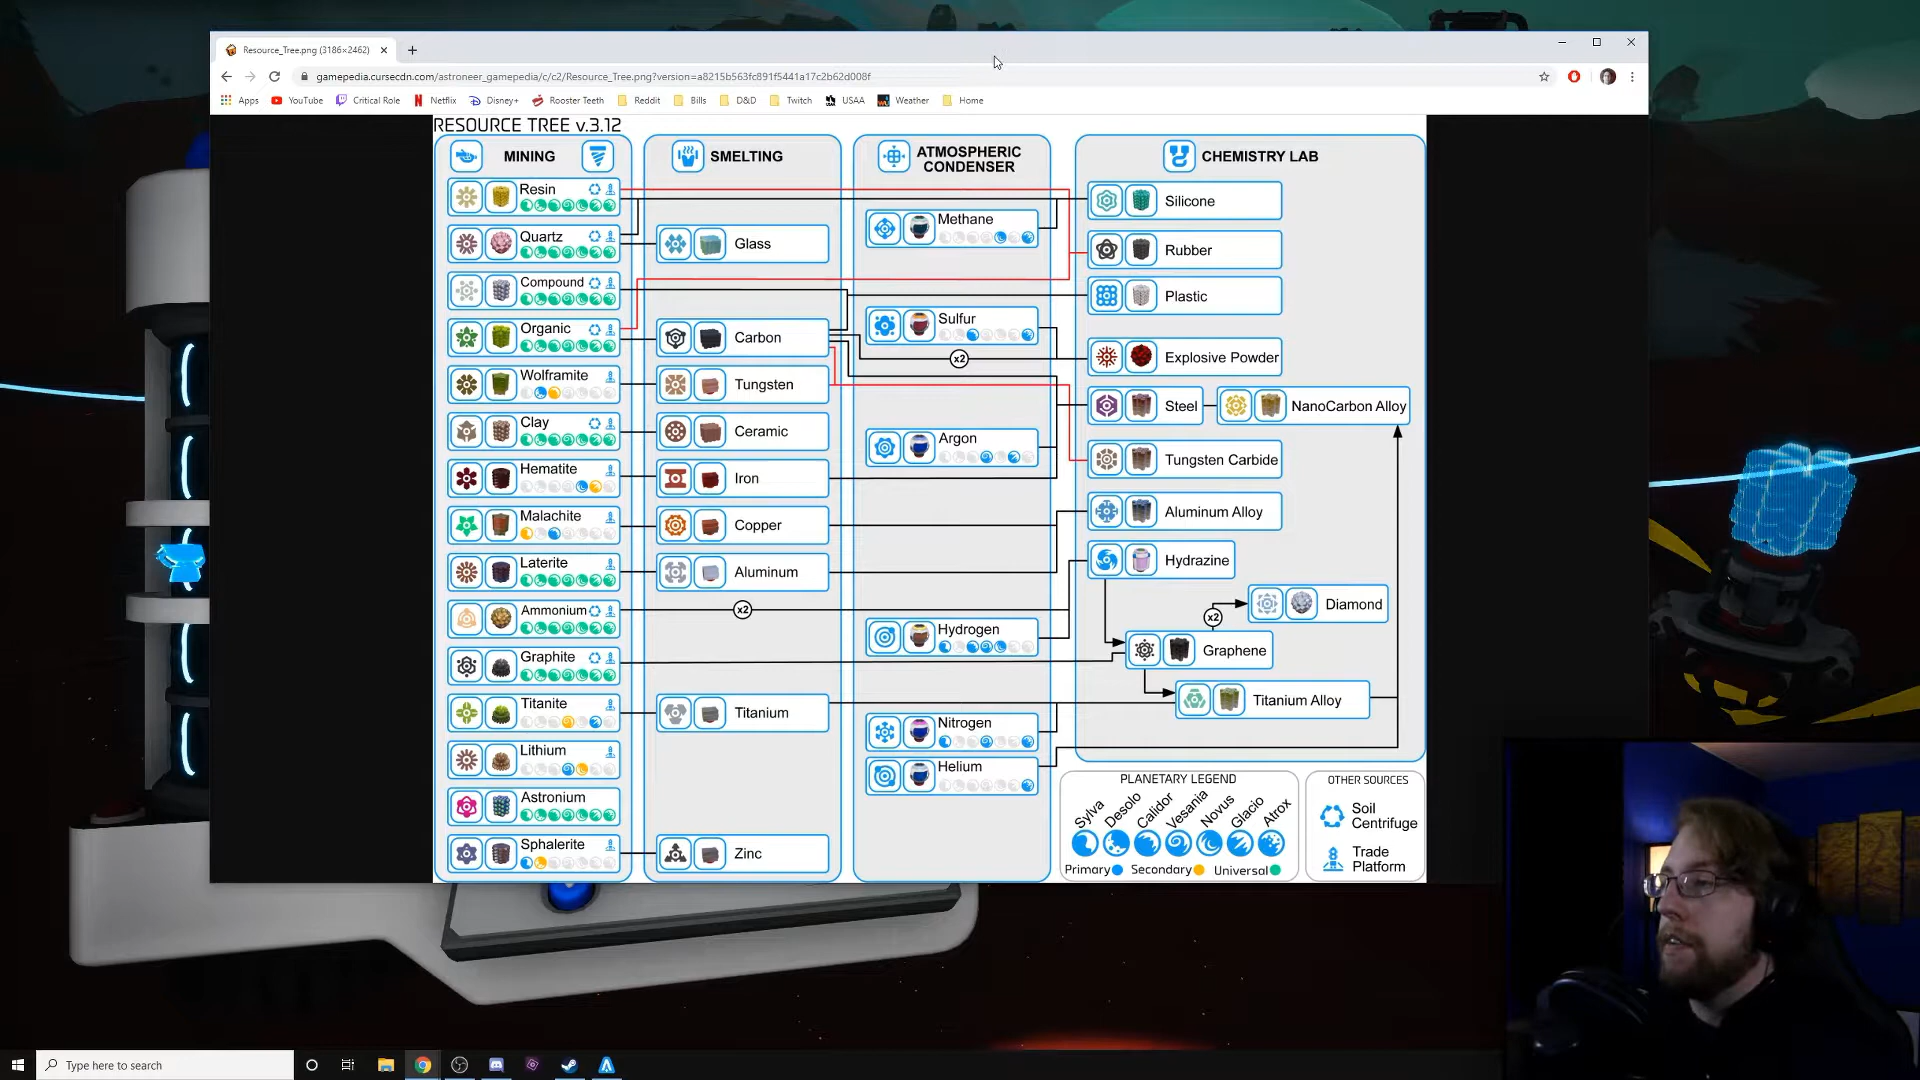 Resource_Tree.png (3186×2462)
gamepedia.cursecdn.com/astroneer_gamepedia/c/c2/Resource_Tree.png?version=a8215b563fc891f5441a17c2b62d008f
Apps YouTube Critical Role Netflix Disney+ Rooster Teeth Reddit Bills D&D Twitch USAA Weather Home
RESOURCE TREE v.3.12
MINING
SMELTING
ATMOSPHERIC
CONDENSER
CHEMISTRY LAB
Resin
Quartz
Compound
Organic
Wolframite
Clay
Hematite
Malachite
Laterite
Ammonium
Graphite
Titanite
Lithium
Astronium
Sphalerite
Glass
Carbon
Tungsten
Ceramic
Iron
Copper
Aluminum
x2
Titanium
Zinc
Methane
Sulfur
x2
Argon
Hydrogen
Nitrogen
Helium
Silicone
Rubber
Plastic
Explosive Powder
Steel
NanoCarbon Alloy
Tungsten Carbide
Aluminum Alloy
Hydrazine
Diamond
x2
Graphene
Titanium Alloy
PLANETARY LEGEND
Sylva Desolo Calidor Vesania Novus Glacio Atrox
Primary Secondary Universal
OTHER SOURCES
Soil
Centrifuge
Trade
Platform
Type here to search